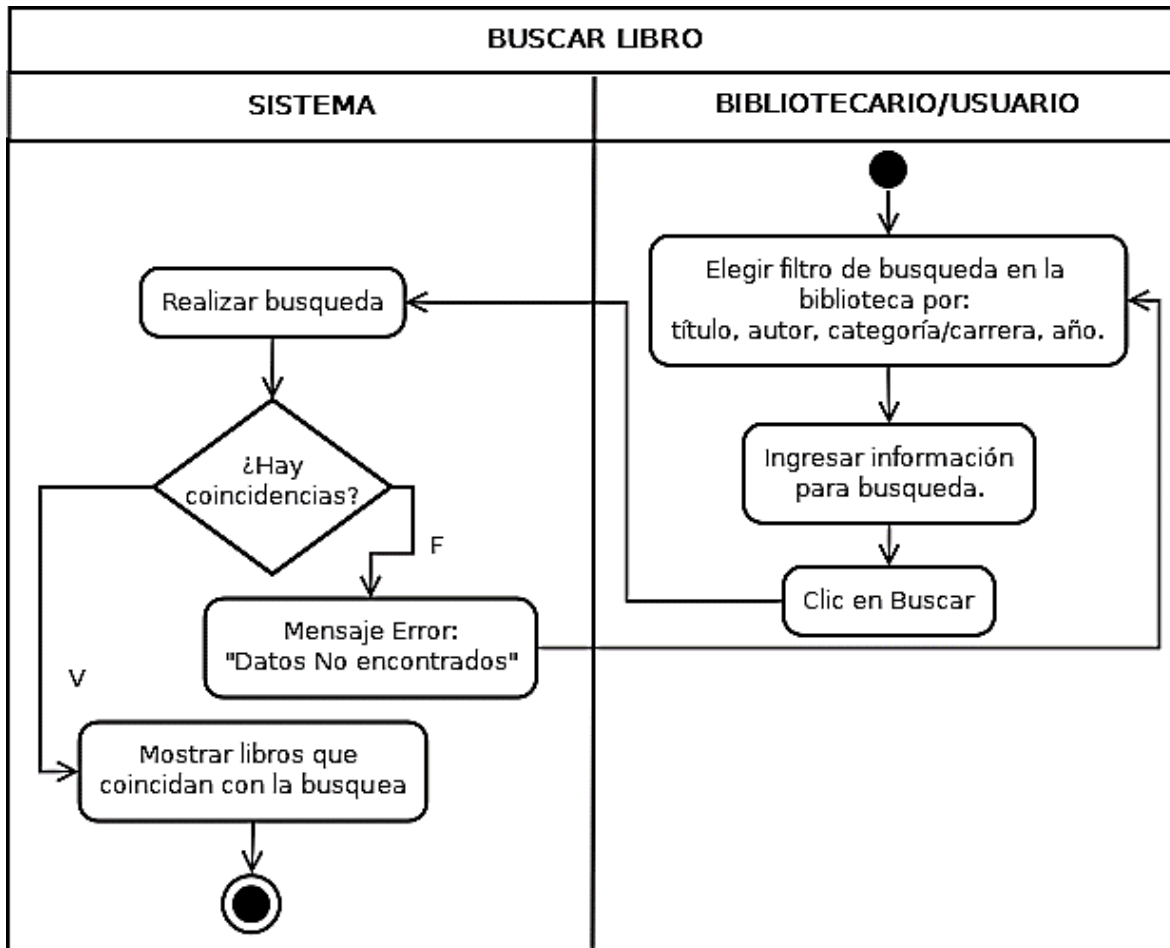 BUSCAR LIBRO
SISTEMA
BIBLIOTECARIO/USUARIO
Elegir filtro de busqueda en la
biblioteca por:
título, autor, categoría/carrera, año.
Ingresar información
para busqueda.
Clic en Buscar
Realizar busqueda
¿Hay
coincidencias?
F
Mensaje Error:
"Datos No encontrados"
V
Mostrar libros que
coincidan con la busquea